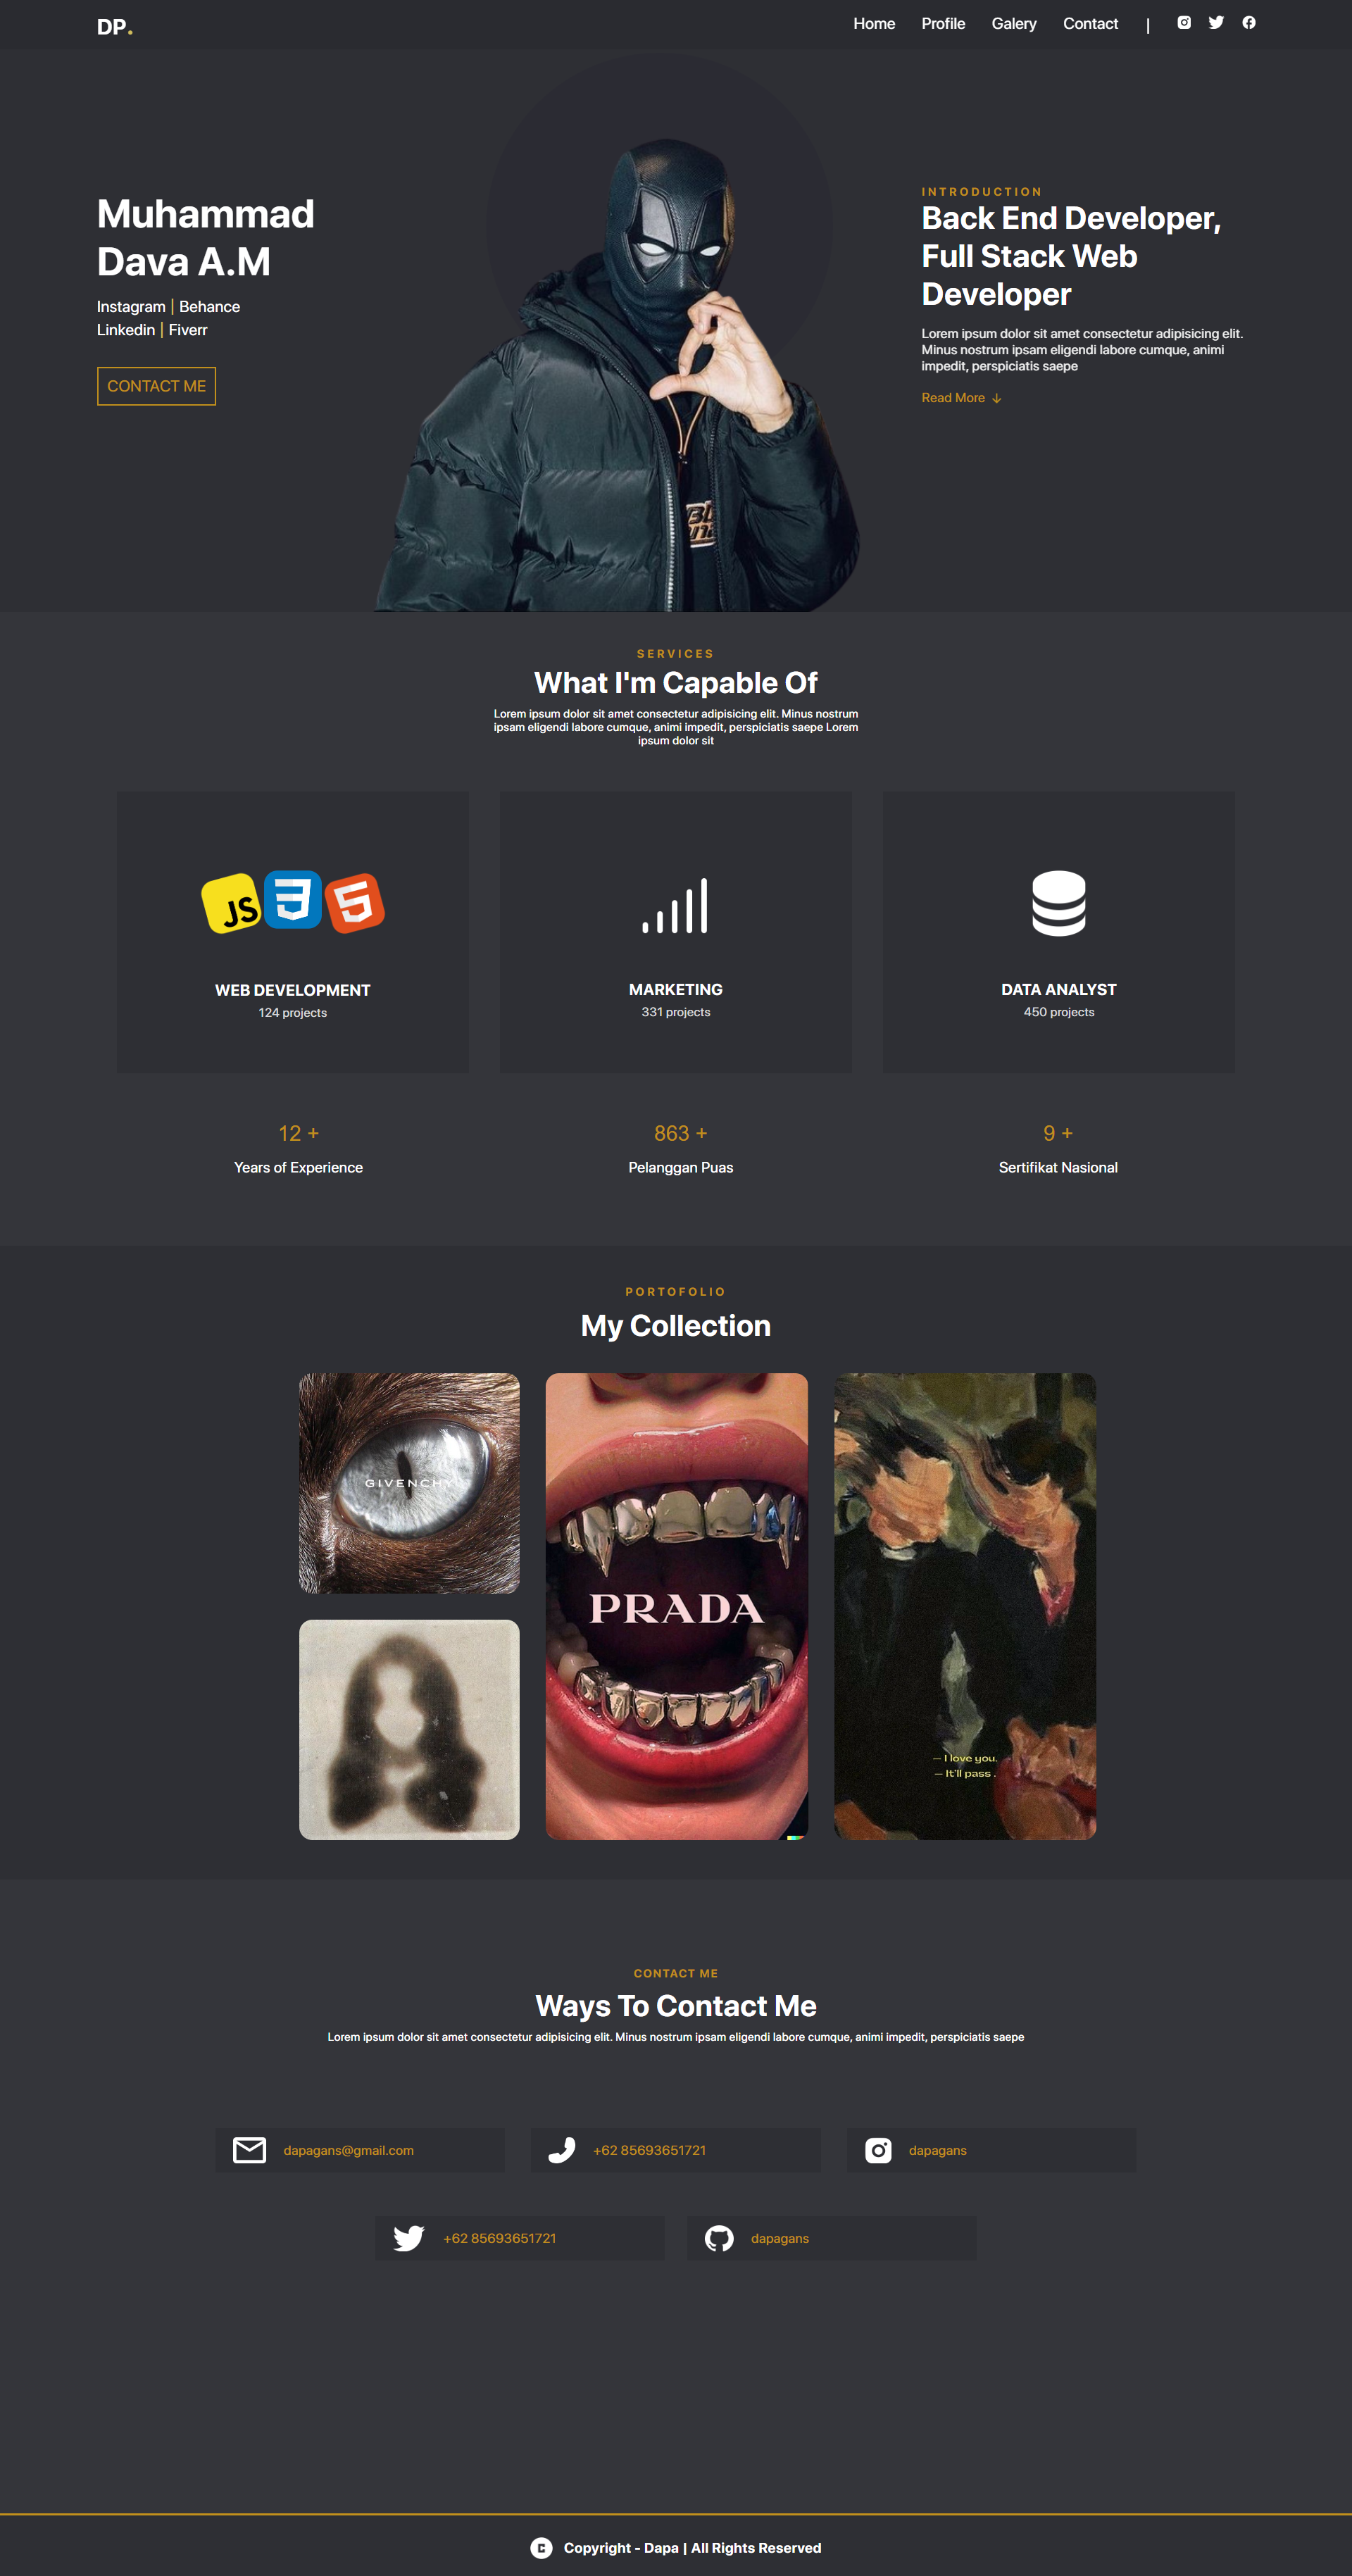 DP.
Home Profile Galery Contact |
Muhammad
Dava A.M
Instagram | Behance
Linkedin | Fiverr
CONTACT ME
INTRODUCTION
Back End Developer,
Full Stack Web
Developer
Lorem ipsum dolor sit amet consectetur adipisicing elit.
Minus nostrum ipsam eligendi labore cumque, animi
impedit, perspiciatis saepe
Read More ↓
SERVICES
What I'm Capable Of
Lorem ipsum dolor sit amet consectetur adipisicing elit. Minus nostrum
ipsam eligendi labore cumque, animi impedit, perspiciatis saepe Lorem
ipsum dolor sit
JS
WEB DEVELOPMENT
124 projects
MARKETING
331 projects
DATA ANALYST
450 projects
12 +
Years of Experience
863 +
Pelanggan Puas
9 +
Sertifikat Nasional
PORTOFOLIO
My Collection
GIVENCHY
PRADA
— I love you.
— It'll pass .
CONTACT ME
Ways To Contact Me
Lorem ipsum dolor sit amet consectetur adipisicing elit. Minus nostrum ipsam eligendi labore cumque, animi impedit, perspiciatis saepe
dapagans@gmail.com
+62 85693651721
dapagans
+62 85693651721
dapagans
Copyright - Dapa | All Rights Reserved